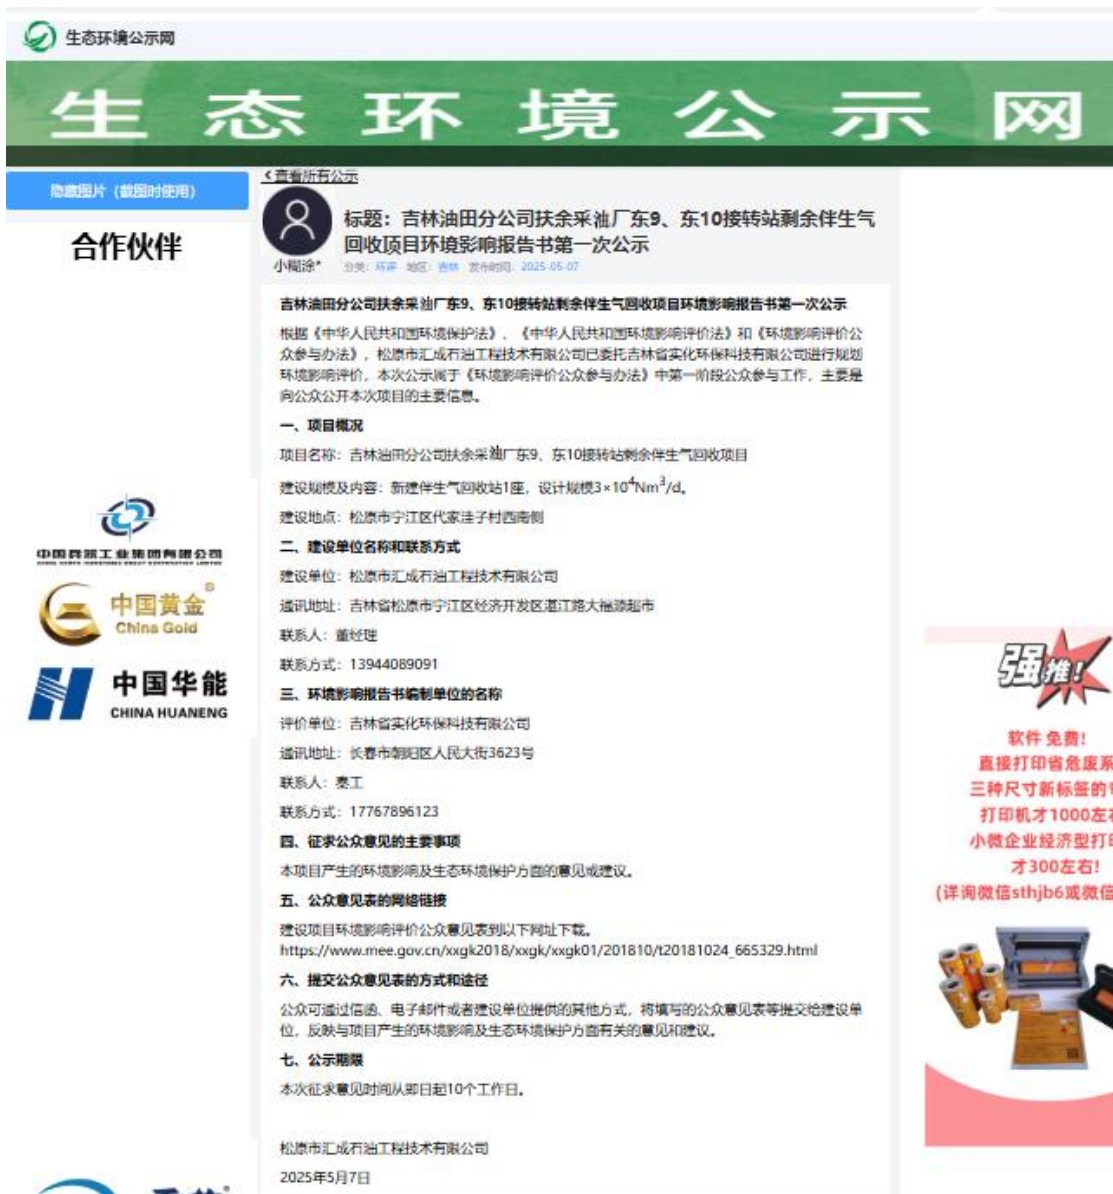 生态环境公示网
生态环境公示网
隐藏图片（截图时使用）
合作伙伴
中国兵器工业集团有限公司
中国黄金
China Gold
中国华能
CHINA HUANENG
查看所有公示
标题：吉林油田分公司扶余采油厂东9、东10接转站剩余伴生气
回收项目环境影响报告书第一次公示
小糊涂*
分类：环评 地区：吉林 发布时间：2025-05-07
吉林油田分公司扶余采油厂东9、东10接转站剩余伴生气回收项目环境影响报告书第一次公示
根据《中华人民共和国环境保护法》、《中华人民共和国环境影响评价法》和《环境影响评价公
众参与办法》，松原市汇成石油工程技术有限公司已委托吉林省实化环保科技有限公司进行规划
环境影响评价，本次公示属于《环境影响评价公众参与办法》中第一阶段公众参与工作，主要是
向公众公开本次项目的主要信息。
一、项目概况
项目名称：吉林油田分公司扶余采油厂东9、东10接转站剩余伴生气回收项目
建设规模及内容：新建伴生气回收站1座，设计规模3×10⁴Nm³/d。
建设地点：松原市宁江区代家洼子村西南侧
二、建设单位名称和联系方式
建设单位：松原市汇成石油工程技术有限公司
通讯地址：吉林省松原市宁江区经济开发区湛江路大福源超市
联系人：董经理
联系方式：13944089091
三、环境影响报告书编制单位的名称
评价单位：吉林省实化环保科技有限公司
通讯地址：长春市朝阳区人民大街3623号
联系人：秦工
联系方式：17767896123
四、征求公众意见的主要事项
本项目产生的环境影响及生态环境保护方面的意见或建议。
五、公众意见表的网络链接
建设项目环境影响评价公众意见表到以下网址下载。
https://www.mee.gov.cn/xxgk2018/xxgk/xxgk01/201810/t20181024_665329.html
六、提交公众意见表的方式和途径
公众可通过信函、电子邮件或者建设单位提供的其他方式，将填写的公众意见表等提交给建设单
位，反映与项目产生的环境影响及生态环境保护方面有关的意见和建议。
七、公示期限
本次征求意见时间从即日起10个工作日。
松原市汇成石油工程技术有限公司
2025年5月7日
强推!
软件 免费!
直接打印省危废系
三种尺寸新标签的
打印机才1000左
小微企业经济型打
才300左右!
(详询微信sthjb6或微信